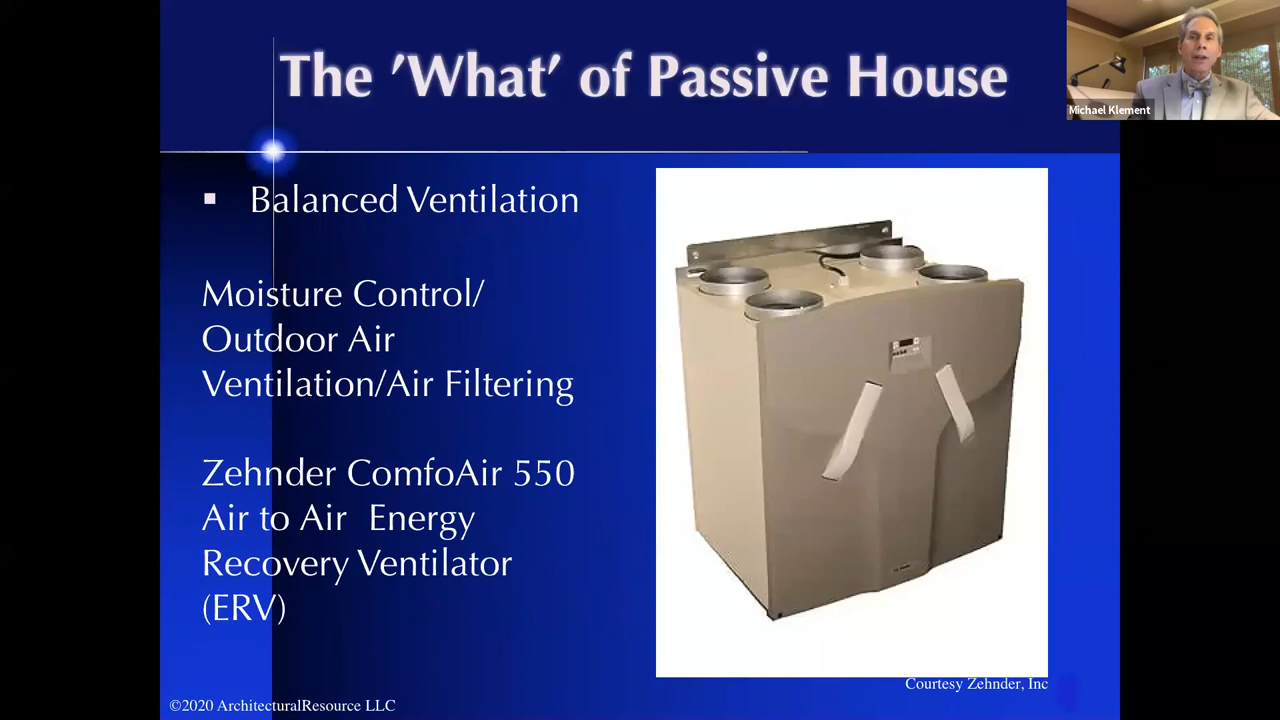 The ’What’ of Passive House
Michael Klement
▪ Balanced Ventilation
Moisture Control/
Outdoor Air
Ventilation/Air Filtering
Zehnder ComfoAir 550
Air to Air  Energy
Recovery Ventilator
(ERV)
Courtesy Zehnder, Inc
©2020 ArchitecturalResource LLC